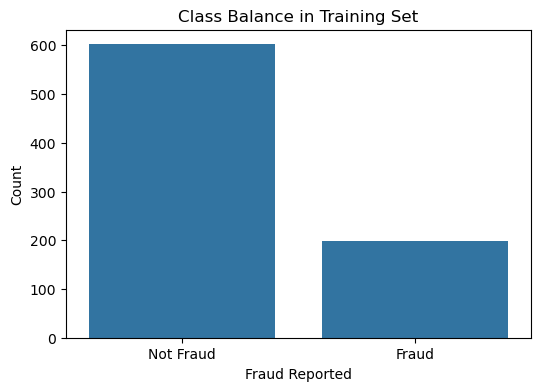 Class Balance in Training Set
600
500
400
300
200
100
0
Count
Not Fraud
Fraud
Fraud Reported